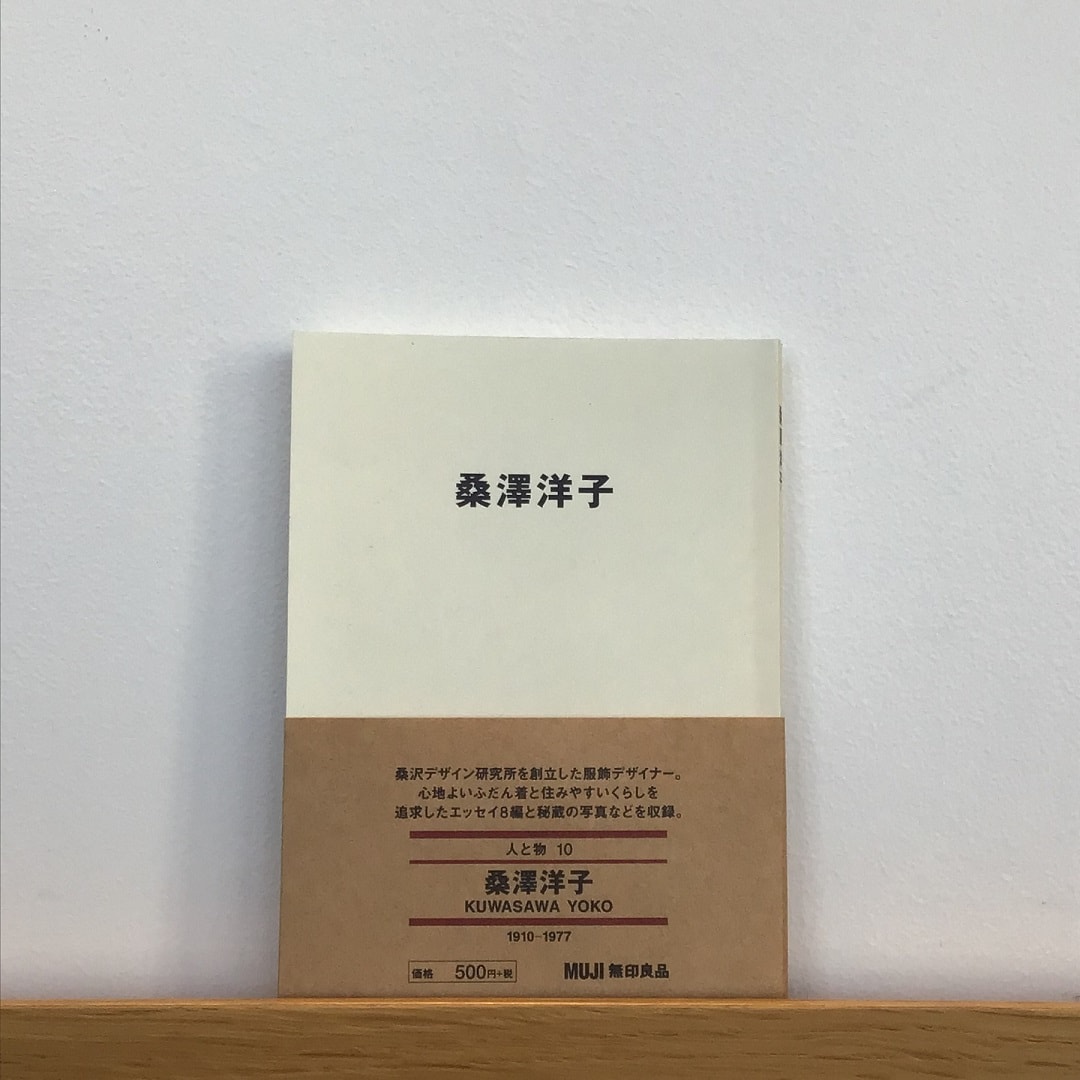 桑澤洋子
桑沢デザイン研究所を創立した服飾デザイナー。
心地よいふだん着と住みやすいくらしを
追求したエッセイ8編と秘蔵の写真などを収録。
人と物 10
桑澤洋子
KUWASAWA YOKO
1910-1977
価格 500円+税 MUJI 無印良品